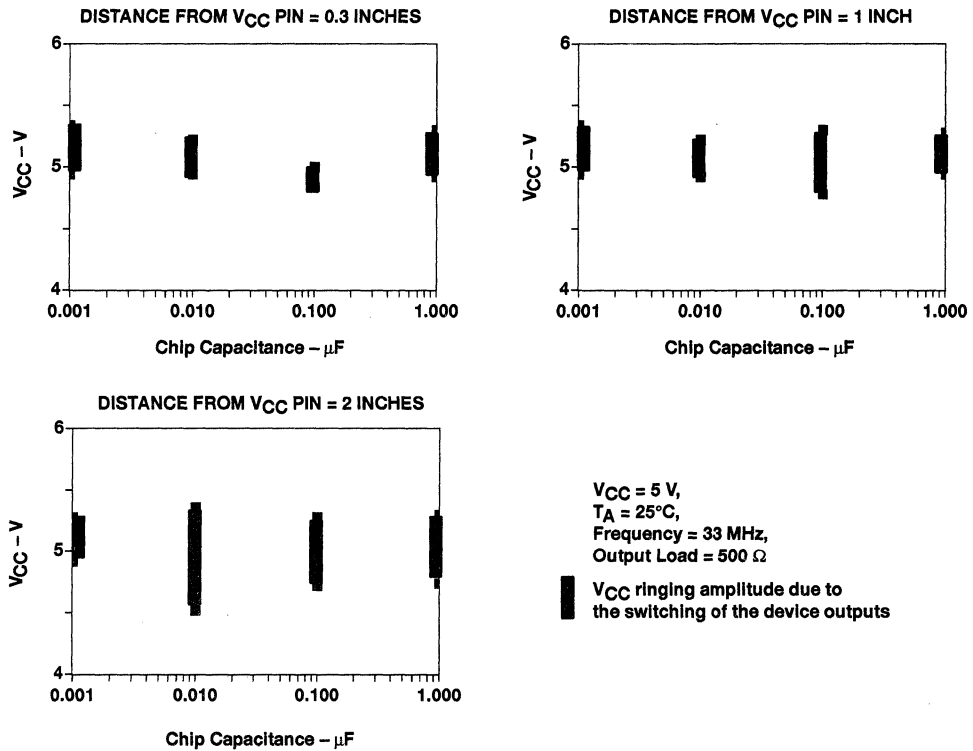 DISTANCE FROM VCC PIN = 0.3 INCHES
6
5
4
VCC – V
0.001 0.010 0.100 1.000
Chip Capacitance – μF
DISTANCE FROM VCC PIN = 1 INCH
6
5
4
VCC – V
0.001 0.010 0.100 1.000
Chip Capacitance – μF
DISTANCE FROM VCC PIN = 2 INCHES
6
5
4
VCC – V
0.001 0.010 0.100 1.000
Chip Capacitance – μF
VCC = 5 V,
TA = 25°C,
Frequency = 33 MHz,
Output Load = 500 Ω
VCC ringing amplitude due to
the switching of the device outputs